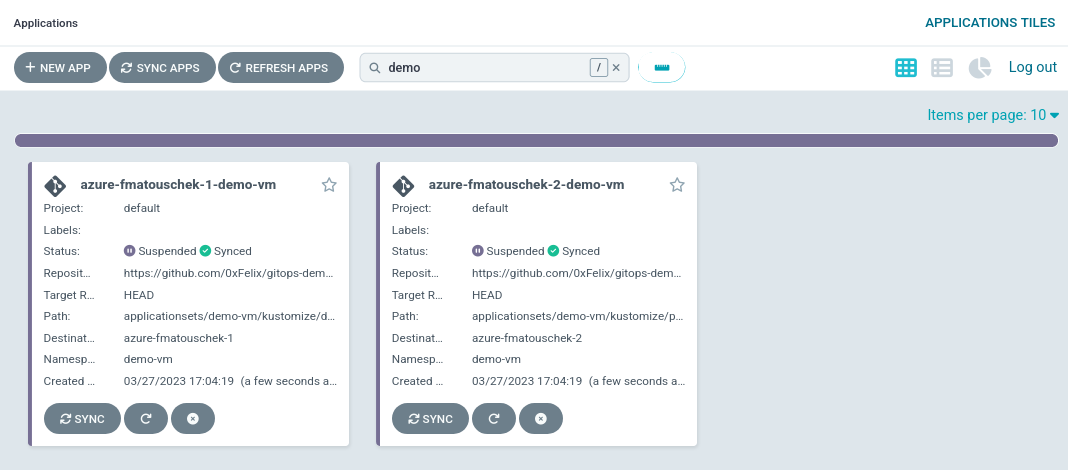 Applications
APPLICATIONS TILES
NEW APP
SYNC APPS
REFRESH APPS
demo
/
Log out
Items per page: 10
azure-fmatouschek-1-demo-vm
Project: default
Labels:
Status: Suspended Synced
Reposit... https://github.com/0xFelix/gitops-dem...
Target R... HEAD
Path: applicationsets/demo-vm/kustomize/d...
Destinat... azure-fmatouschek-1
Namesp... demo-vm
Created ... 03/27/2023 17:04:19 (a few seconds a...
SYNC
azure-fmatouschek-2-demo-vm
Project: default
Labels:
Status: Suspended Synced
Reposit... https://github.com/0xFelix/gitops-dem...
Target R... HEAD
Path: applicationsets/demo-vm/kustomize/p...
Destinat... azure-fmatouschek-2
Namesp... demo-vm
Created ... 03/27/2023 17:04:19 (a few seconds a...
SYNC